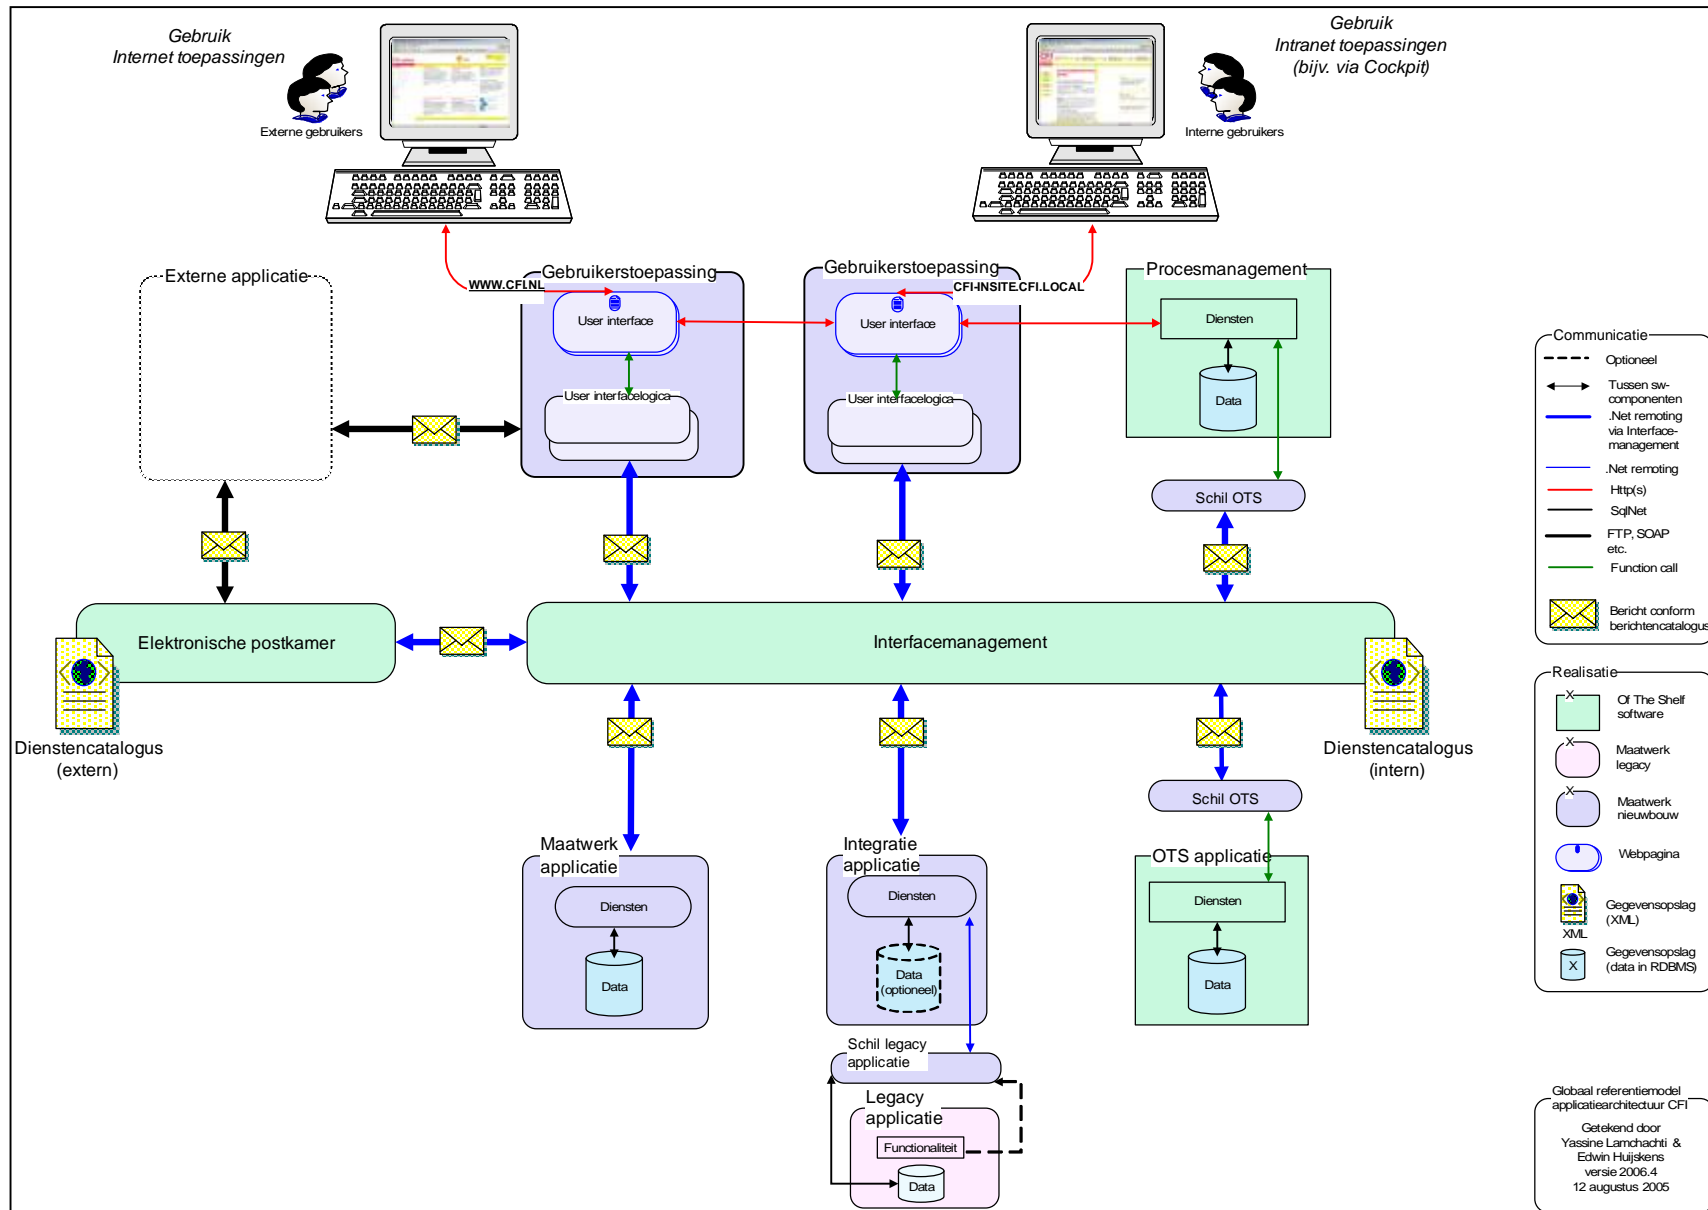 Gebruik
Internet toepassingen
Externe gebruikers
Gebruik
Intranet toepassingen
(bijv. via Cockpit)
Interne gebruikers
Externe applicatie
Gebruikerstoepassing
WWW.CFI.NL
User interface
User interfacelogica
Gebruikerstoepassing
CFI-INSITE.CFI.LOCAL
User interface
User interfacelogica
Procesmanagement
Diensten
Data
Schil OTS
Elektronische postkamer
Interfacemanagement
Dienstencatalogus
(extern)
Dienstencatalogus
(intern)
Schil OTS
Maatwerk
applicatie
Diensten
Data
Integratie
applicatie
Diensten
Data
(optioneel)
OTS applicatie
Diensten
Data
Schil legacy
applicatie
Legacy
applicatie
Functionaliteit
Data
Communicatie
Optioneel
Tussen sw-
componenten
.Net remoting
via Interface-
management
.Net remoting
Http(s)
SqlNet
FTP, SOAP
etc.
Function call
Bericht conform
berichtencatalogus
Realisatie
X
Of The Shelf
software
X
Maatwerk
legacy
X
Maatwerk
nieuwbouw
Webpagina
XML
Gegevensopslag
(XML)
X
Gegevensopslag
(data in RDBMS)
Globaal referentiemodel
applicatiearchitectuur CFI
Getekend door
Yassine Lamchachti &
Edwin Huijskens
versie 2006.4
12 augustus 2005